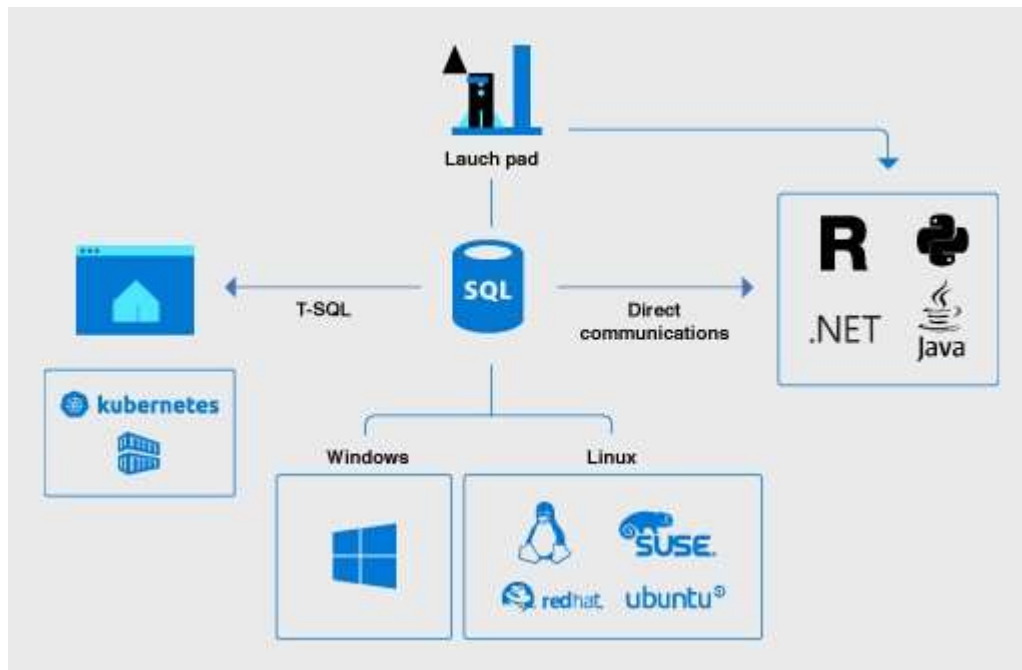 Lauch pad
SQL
T-SQL
Direct
communications
R
.NET
Java
kubernetes
Windows
Linux
SUSE.
redhat.
ubuntu®